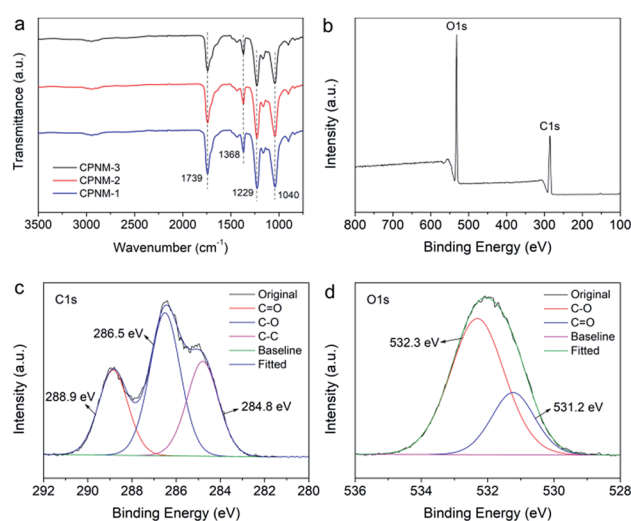 a
Transmittance (a.u.)
CPNM-3
CPNM-2
CPNM-1
1739
1368
1229
1040
3500 3000 2500 2000 1500 1000
Wavenumber (cm⁻¹)
b
Intensity (a.u.)
O1s
C1s
800 700 600 500 400 300 200 100
Binding Energy (eV)
c
C1s
Intensity (a.u.)
Original
C=O
C-O
C-C
Baseline
Fitted
286.5 eV
288.9 eV
284.8 eV
292 290 288 286 284 282 280
Binding Energy (eV)
d
O1s
Intensity (a.u.)
Original
C-O
C=O
Baseline
Fitted
532.3 eV
531.2 eV
536 534 532 530 528
Binding Energy (eV)